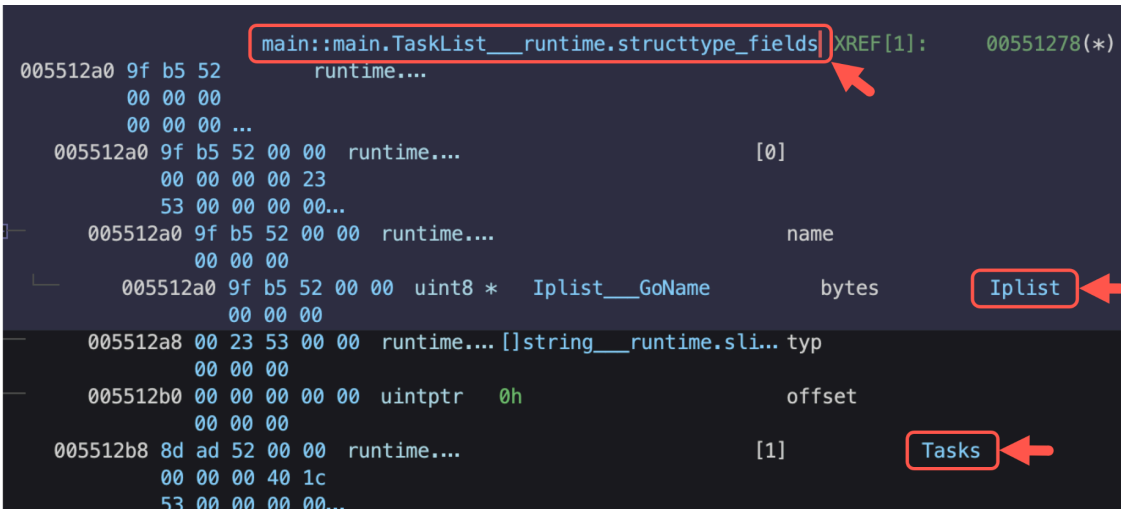 main::main.TaskList___runtime.structtype_fields XREF[1]: 00551278(*)
005512a0 9f b5 52 runtime....
00 00 00
00 00 00 ...
005512a0 9f b5 52 00 00 runtime.... [0]
00 00 00 00 23
53 00 00 00 00...
005512a0 9f b5 52 00 00 runtime.... name
00 00 00
005512a0 9f b5 52 00 00 uint8 * Iplist___GoName bytes Iplist
00 00 00
005512a8 00 23 53 00 00 runtime.... []string___runtime.sli... typ
00 00 00
005512b0 00 00 00 00 00 uintptr 0h offset
00 00 00
005512b8 8d ad 52 00 00 runtime.... [1] Tasks
00 00 00 40 1c
53 00 00 00 00...